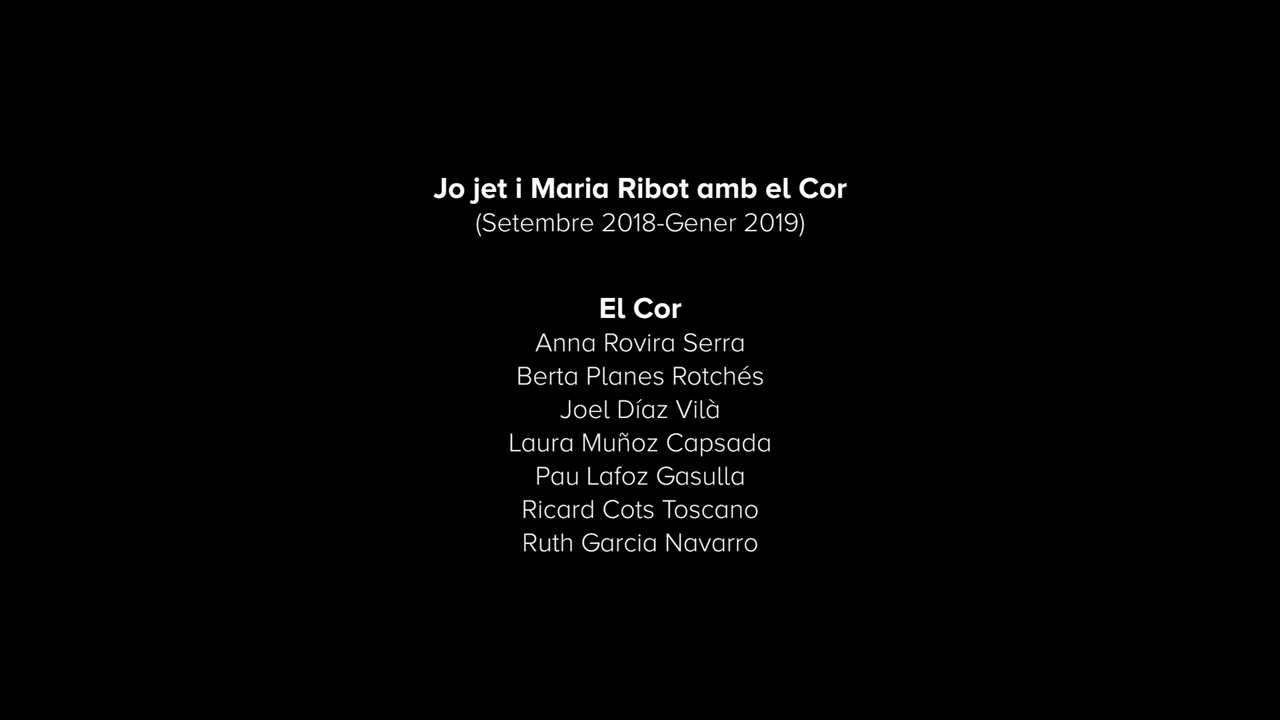 Jo jet i Maria Ribot amb el Cor
(Setembre 2018-Gener 2019)
El Cor
Anna Rovira Serra
Berta Planes Rotchés
Joel Díaz Vilà
Laura Muñoz Capsada
Pau Lafoz Gasulla
Ricard Cots Toscano
Ruth Garcia Navarro